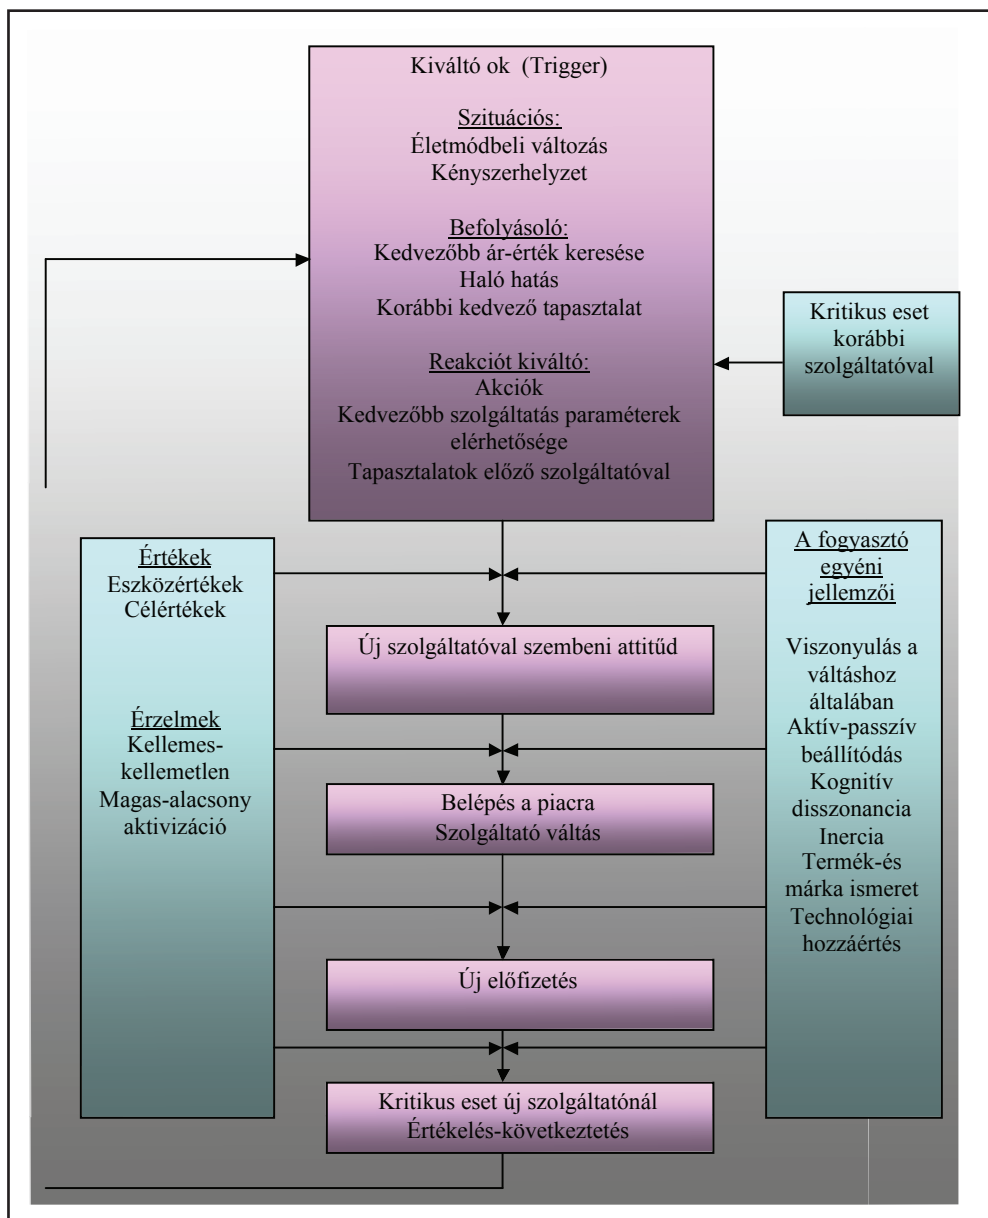 Kiváltó ok  (Trigger)
Szituációs:
Életmódbeli változás
Kényszerhelyzet
Befolyásoló:
Kedvezőbb ár-érték keresése
Haló hatás
Korábbi kedvező tapasztalat
Reakciót kiváltó:
Akciók
Kedvezőbb szolgáltatás paraméterek
elérhetősége
Tapasztalatok előző szolgáltatóval
Kritikus eset
korábbi
szolgáltatóval
Értékek
Eszközértékek
Célértékek
Érzelmek
Kellemes-
kellemetlen
Magas-alacsony
aktivizáció
A fogyasztó
egyéni
jellemzői
Viszonyulás a
váltáshoz
általában
Aktív-passzív
beállítódás
Kognitív
disszonancia
Inercia
Termék-és
márka ismeret
Technológiai
hozzáértés
Új szolgáltatóval szembeni attitűd
Belépés a piacra
Szolgáltató váltás
Új előfizetés
Kritikus eset új szolgáltatónál
Értékelés-következtetés